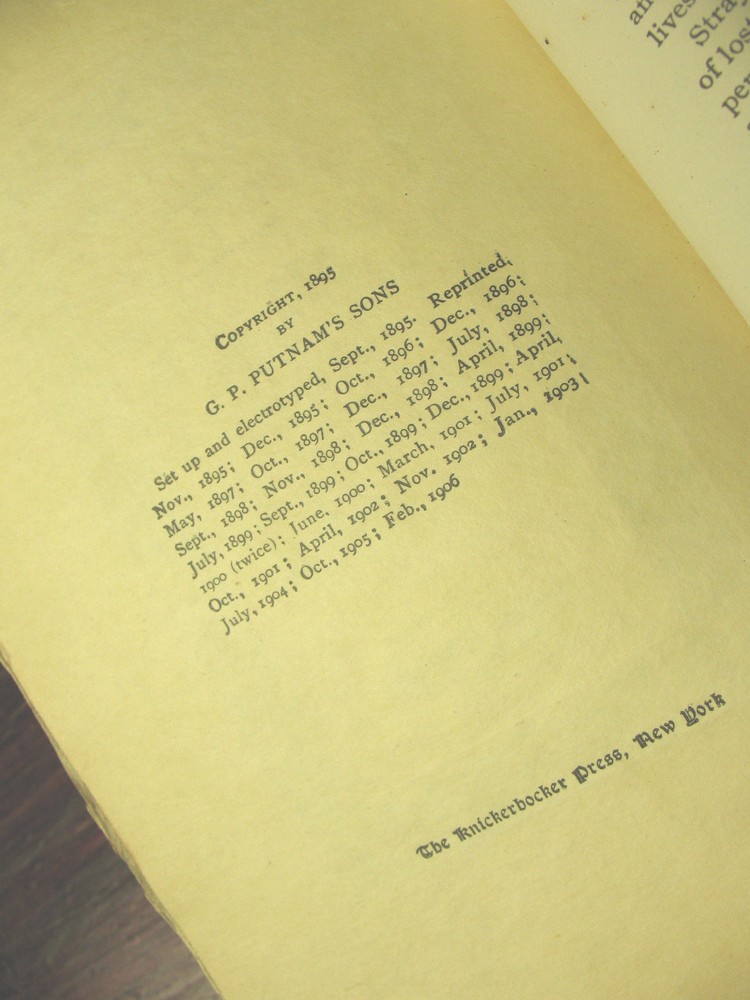 COPYRIGHT, 1895
BY
G. P. PUTNAM'S SONS
Set up and electrotyped, Sept., 1895. Reprinted,
Nov., 1895; Dec., 1895; Oct., 1896; Dec., 1896;
May, 1897; Oct., 1897; Dec., 1897; July, 1898;
Sept., 1898; Nov., 1898; Dec., 1898; April, 1899;
July, 1899; Sept., 1899; Oct., 1899; Dec., 1899; April,
1900 (twice); June, 1900; March, 1901; July, 1901;
Oct., 1901; April, 1902; Nov. 1902; Jan., 1903;
July, 1904; Oct., 1905; Feb., 1906
The Knickerbocker Press, New York
lives
of